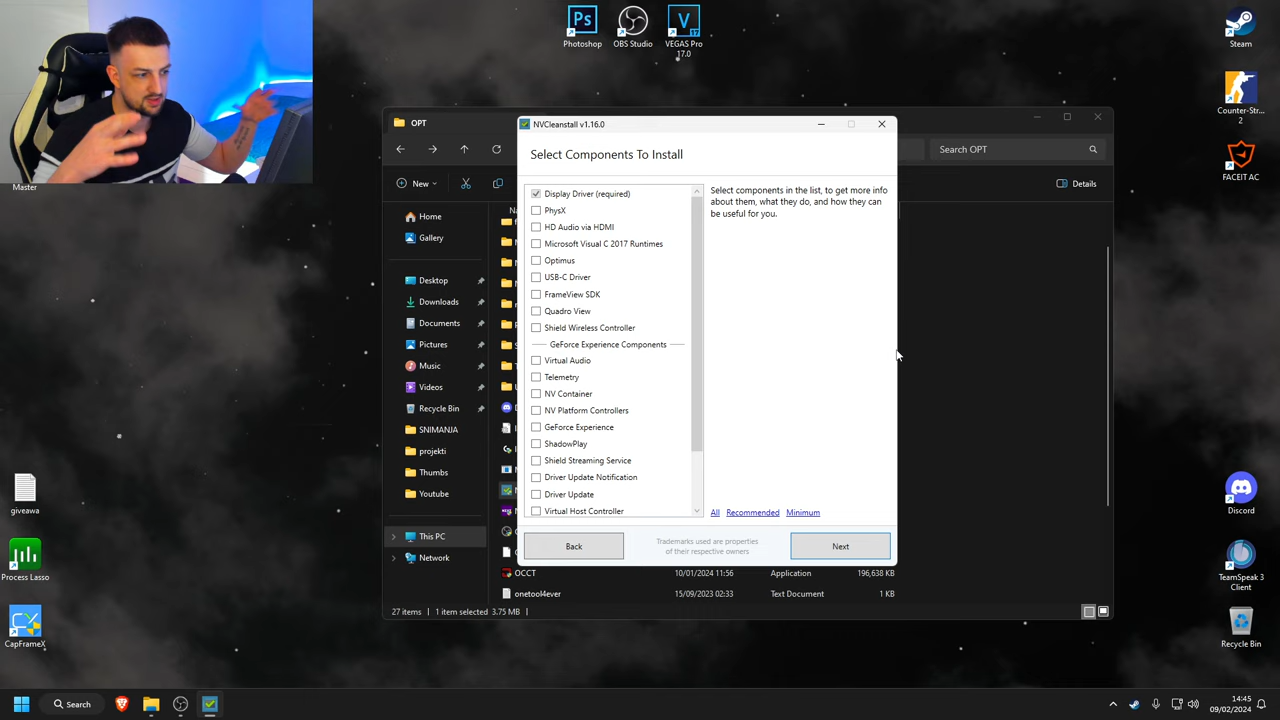 Photoshop
OBS Studio
VEGAS Pro
17.0
Steam
Counter-Str...
2
FACEIT AC
Discord
TeamSpeak 3
Client
Recycle Bin
Master
giveawa
Process Lasso
CapFrameX
OPT
Search OPT
New
Details
Home
Gallery
Desktop
Downloads
Documents
Pictures
Music
Videos
Recycle Bin
SNIMANJA
projekti
Thumbs
Youtube
This PC
Network
NVCleanstall v1.16.0
Select Components To Install
Display Driver (required)
PhysX
HD Audio via HDMI
Microsoft Visual C 2017 Runtimes
Optimus
USB-C Driver
FrameView SDK
Quadro View
Shield Wireless Controller
GeForce Experience Components
Virtual Audio
Telemetry
NV Container
NV Platform Controllers
GeForce Experience
ShadowPlay
Shield Streaming Service
Driver Update Notification
Driver Update
Virtual Host Controller
Select components in the list, to get more info
about them, what they do, and how they can
be useful for you.
All Recommended Minimum
Back
Trademarks used are properties
of their respective owners
Next
OCCT 10/01/2024 11:56 Application 196,638 KB
onetool4ever 15/09/2023 02:33 Text Document 1 KB
27 items 1 item selected 3.75 MB
Search
14:45
09/02/2024